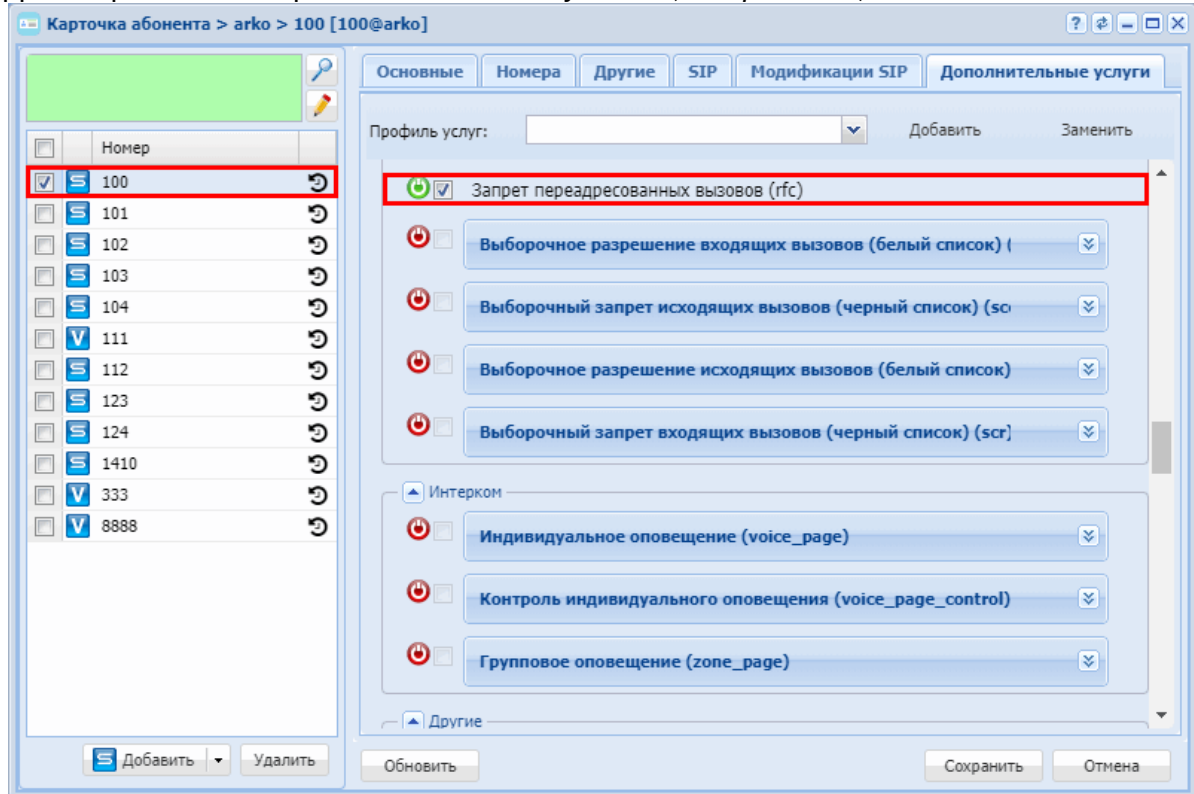 Карточка абонента > arko > 100 [100@arko]
Номер
100
101
102
103
104
111
112
123
124
1410
333
8888
Добавить Удалить
Основные Номера Другие SIP Модификации SIP Дополнительные услуги
Профиль услуг: Добавить Заменить
Запрет переадресованных вызовов (rfc)
Выборочное разрешение входящих вызовов (белый список) (
Выборочный запрет исходящих вызовов (черный список) (sc
Выборочное разрешение исходящих вызовов (белый список)
Выборочный запрет входящих вызовов (черный список) (scr)
Интерком
Индивидуальное оповещение (voice_page)
Контроль индивидуального оповещения (voice_page_control)
Групповое оповещение (zone_page)
Другие
Обновить Сохранить Отмена